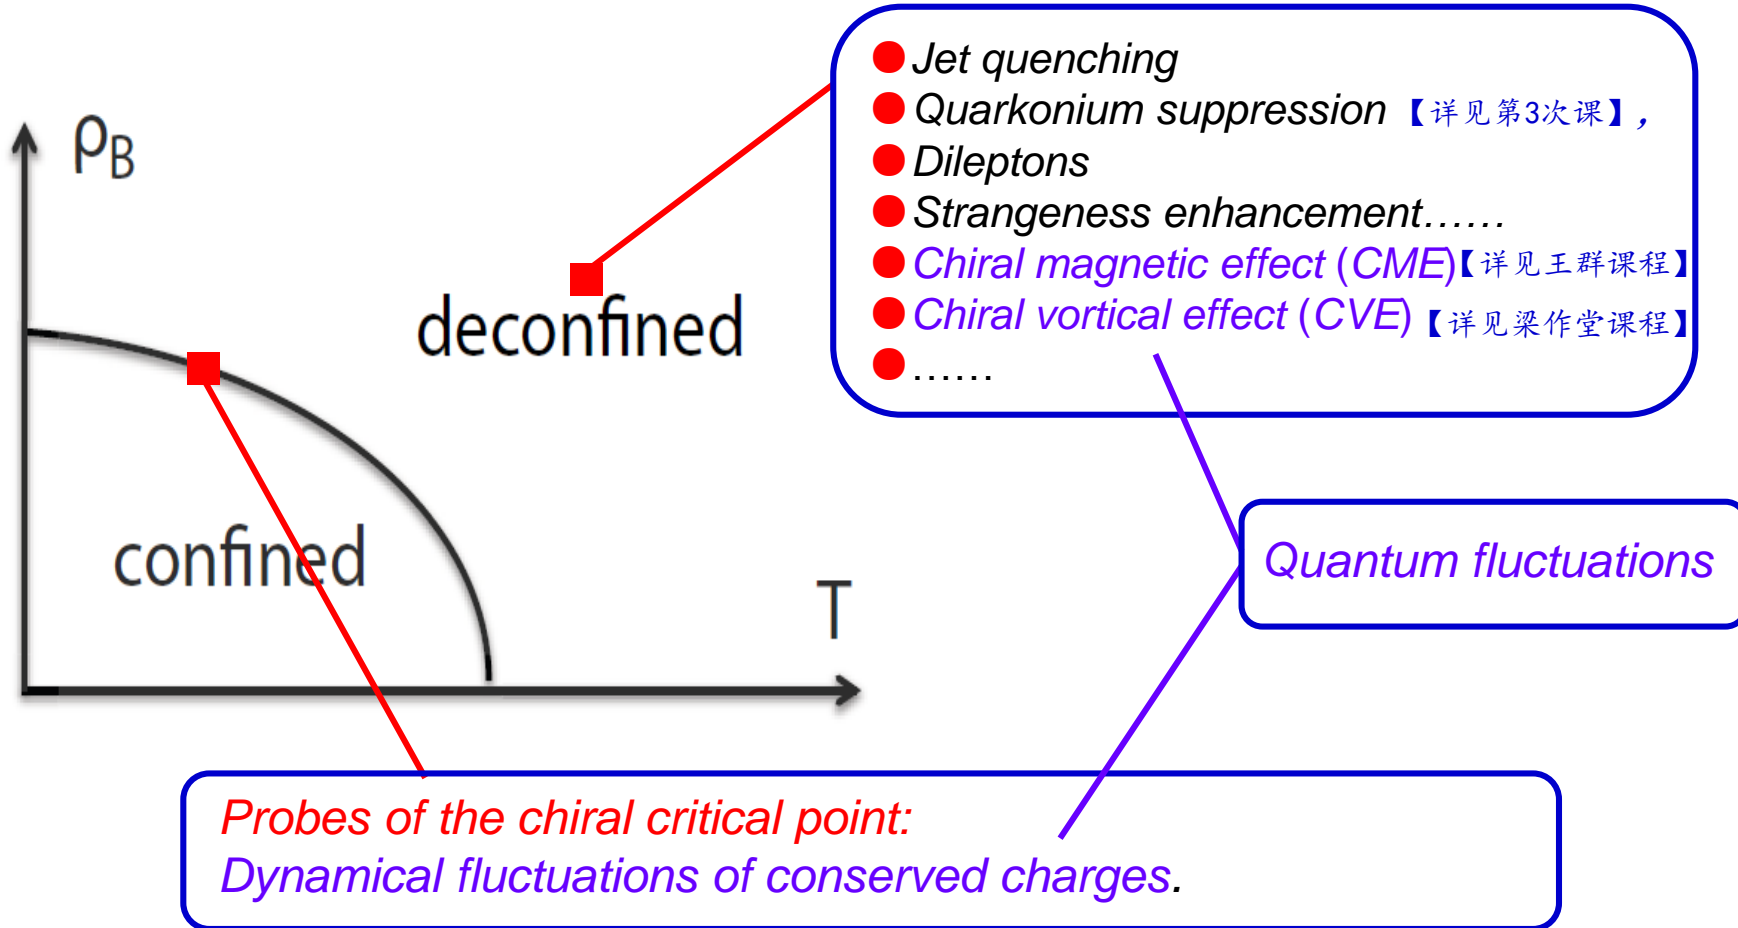 Jet quenching
Quarkonium suppression【详见第3次课】,
Dileptons
Strangeness enhancement......
Chiral magnetic effect (CME)【详见王群课程】
Chiral vortical effect (CVE)【详见梁作堂课程】
......
ρB
deconfined
confined
T
Quantum fluctuations
Probes of the chiral critical point:
Dynamical fluctuations of conserved charges.